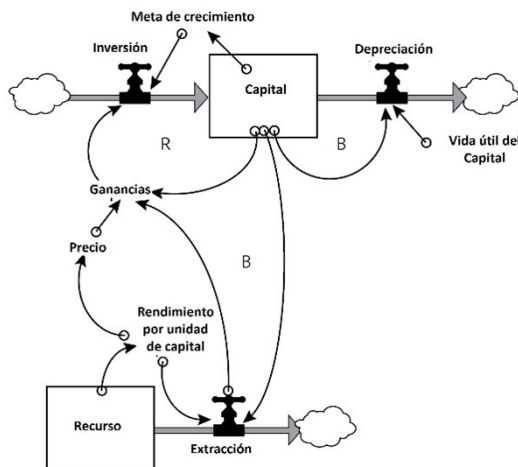 Meta de crecimiento
Inversión
Depreciación
Capital
R
B
Vida útil del
Capital
Ganancias
Precio
B
Rendimiento
por unidad
de capital
Recurso
Extracción